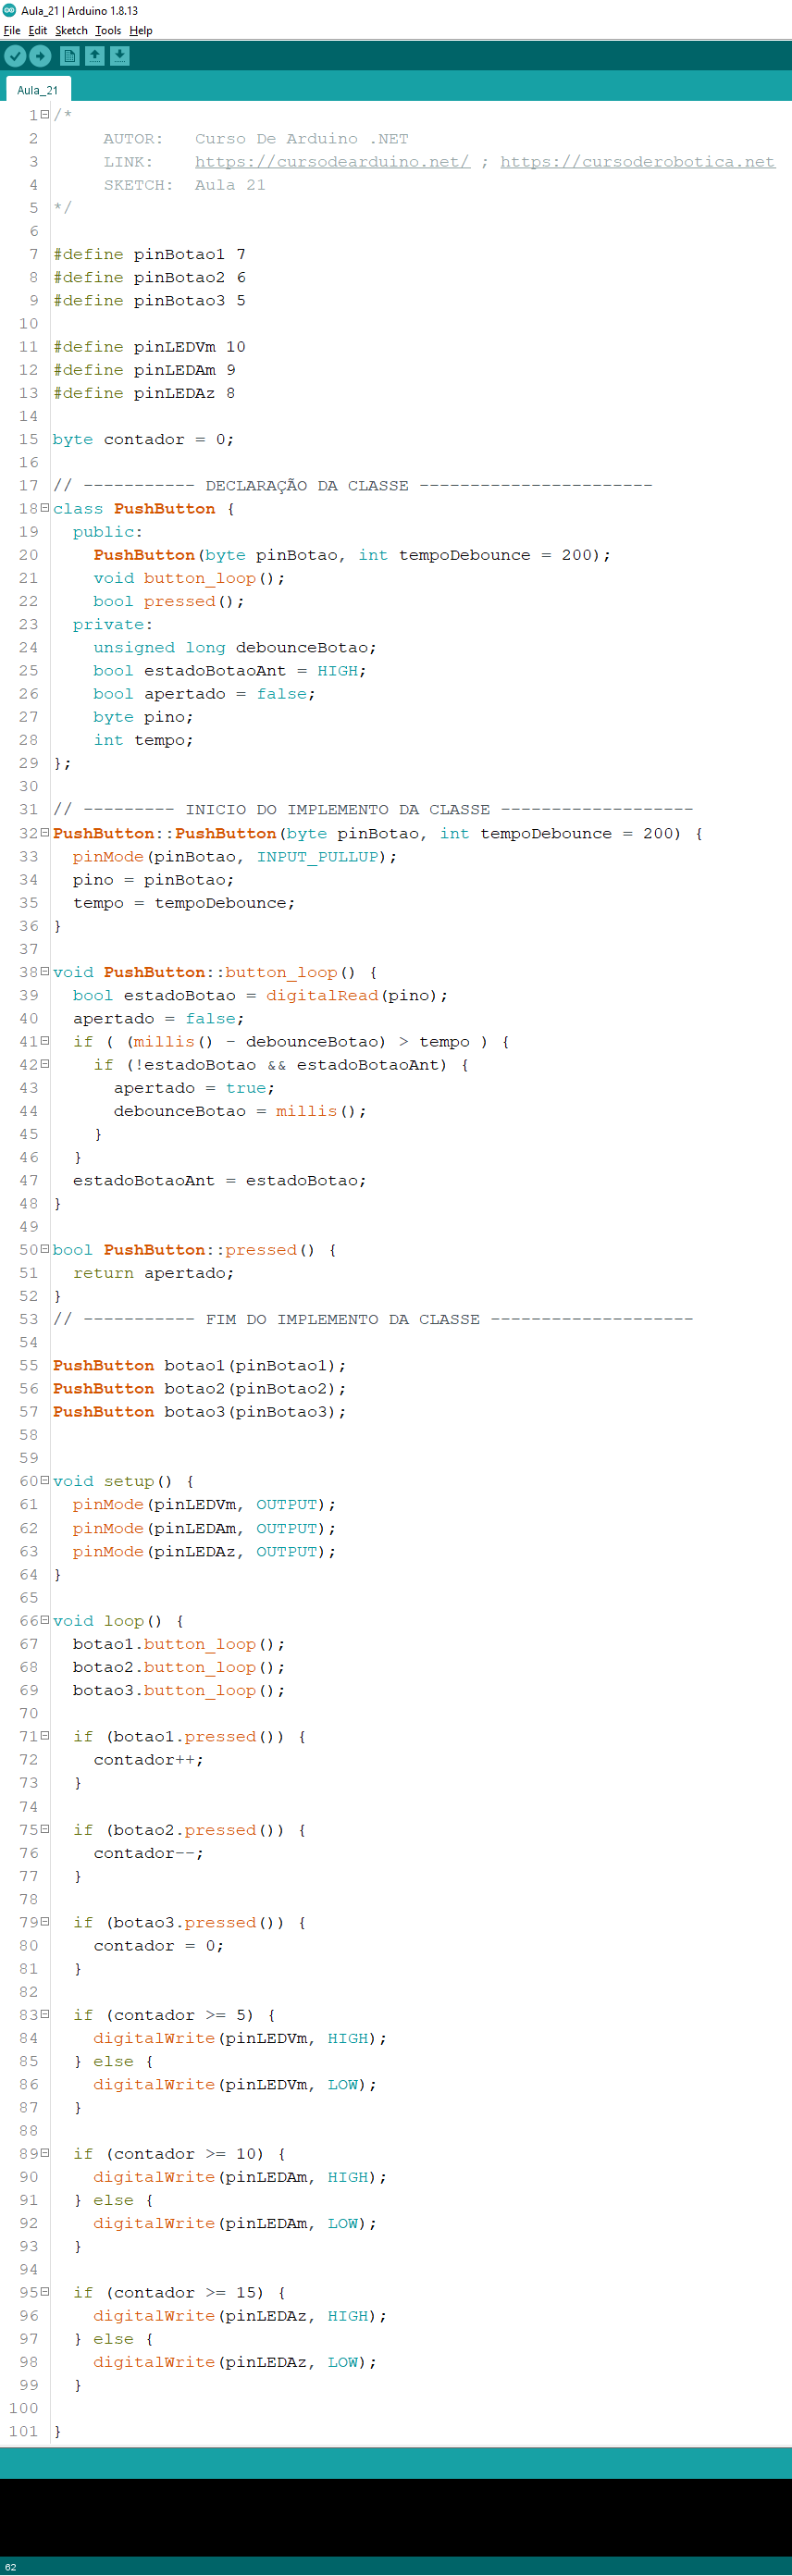 Aula_21 | Arduino 1.8.13
File Edit Sketch Tools Help
Aula_21
1 /*
2      AUTOR:   Curso De Arduino .NET
3      LINK:    https://cursodearduino.net/ ; https://cursoderobotica.net
4      SKETCH:  Aula 21
5 */
6
7 #define pinBotao1 7
8 #define pinBotao2 6
9 #define pinBotao3 5
10
11 #define pinLEDVm 10
12 #define pinLEDAm 9
13 #define pinLEDAz 8
14
15 byte contador = 0;
16
17 // ----------- DECLARAÇÃO DA CLASSE -----------------------
18 class PushButton {
19   public:
20     PushButton(byte pinBotao, int tempoDebounce = 200);
21     void button_loop();
22     bool pressed();
23   private:
24     unsigned long debounceBotao;
25     bool estadoBotaoAnt = HIGH;
26     bool apertado = false;
27     byte pino;
28     int tempo;
29 };
30
31 // --------- INICIO DO IMPLEMENTO DA CLASSE -------------------
32 PushButton::PushButton(byte pinBotao, int tempoDebounce = 200) {
33   pinMode(pinBotao, INPUT_PULLUP);
34   pino = pinBotao;
35   tempo = tempoDebounce;
36 }
37
38 void PushButton::button_loop() {
39   bool estadoBotao = digitalRead(pino);
40   apertado = false;
41   if ( (millis() - debounceBotao) > tempo ) {
42     if (!estadoBotao && estadoBotaoAnt) {
43       apertado = true;
44       debounceBotao = millis();
45     }
46   }
47   estadoBotaoAnt = estadoBotao;
48 }
49
50 bool PushButton::pressed() {
51   return apertado;
52 }
53 // ----------- FIM DO IMPLEMENTO DA CLASSE --------------------
54
55 PushButton botao1(pinBotao1);
56 PushButton botao2(pinBotao2);
57 PushButton botao3(pinBotao3);
58
59
60 void setup() {
61   pinMode(pinLEDVm, OUTPUT);
62   pinMode(pinLEDAm, OUTPUT);
63   pinMode(pinLEDAz, OUTPUT);
64 }
65
66 void loop() {
67   botao1.button_loop();
68   botao2.button_loop();
69   botao3.button_loop();
70
71   if (botao1.pressed()) {
72     contador++;
73   }
74
75   if (botao2.pressed()) {
76     contador--;
77   }
78
79   if (botao3.pressed()) {
80     contador = 0;
81   }
82
83   if (contador >= 5) {
84     digitalWrite(pinLEDVm, HIGH);
85   } else {
86     digitalWrite(pinLEDVm, LOW);
87   }
88
89   if (contador >= 10) {
90     digitalWrite(pinLEDAm, HIGH);
91   } else {
92     digitalWrite(pinLEDAm, LOW);
93   }
94
95   if (contador >= 15) {
96     digitalWrite(pinLEDAz, HIGH);
97   } else {
98     digitalWrite(pinLEDAz, LOW);
99   }
100
101 }
62